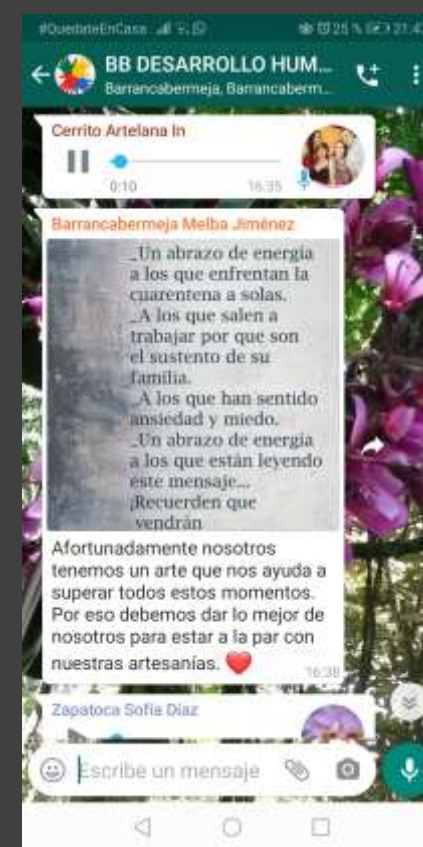 #QuedateEnCasa 25 % 21:4
BB DESARROLLO HUM...
Barrancabermeja, Barrancaberm...
Cerrito Artelana In
0:10 16:35
Barrancabermeja Melba Jiménez
_Un abrazo de energía
a los que enfrentan la
cuarentena a solas.
_A los que salen a
trabajar por que son
el sustento de su
familia.
_A los que han sentido
ansiedad y miedo.
_Un abrazo de energia
a los que están leyendo
este mensaje...
¡Recuerden que
vendrán
Afortunadamente nosotros
tenemos un arte que nos ayuda a
superar todos estos momentos.
Por eso debemos dar lo mejor de
nosotros para estar a la par con
nuestras artesanías. ❤️
16:38
Zapatoca Sofia Diaz
Escribe un mensaje